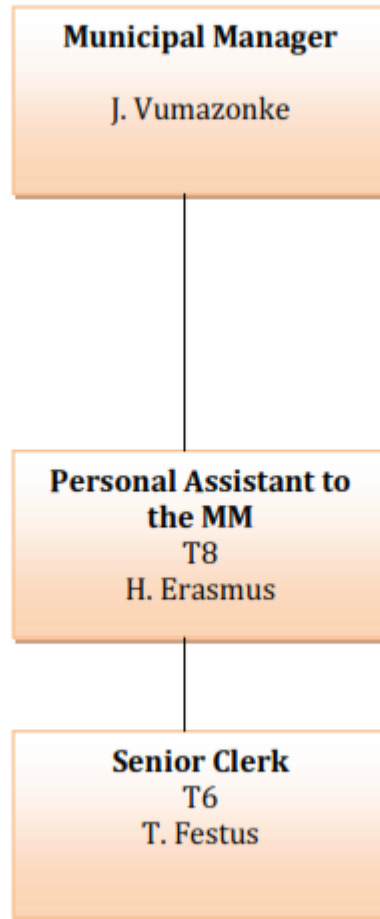 Municipal Manager
J. Vumazonke
Personal Assistant to
the MM
T8
H. Erasmus
Senior Clerk
T6
T. Festus